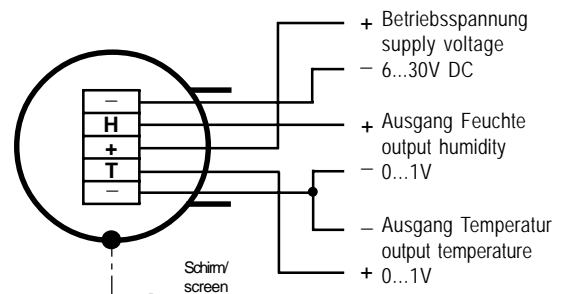 + Betriebsspannung
supply voltage
– 6...30V DC
–
H
+
T
–
+ Ausgang Feuchte
output humidity
– 0...1V
– Ausgang Temperatur
output temperature
+ 0...1V
Schirm/
screen